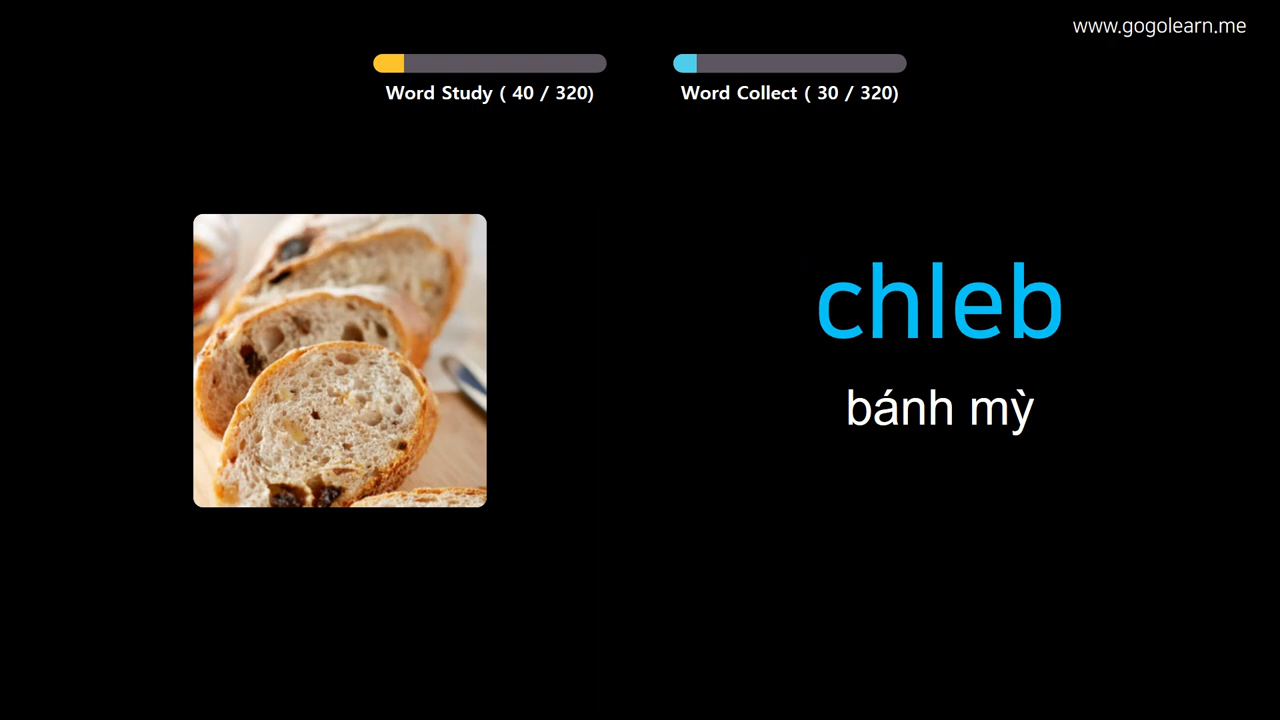 www.gogolearn.me
Word Study ( 40 / 320)
Word Collect ( 30 / 320)
chleb
bánh mỳ